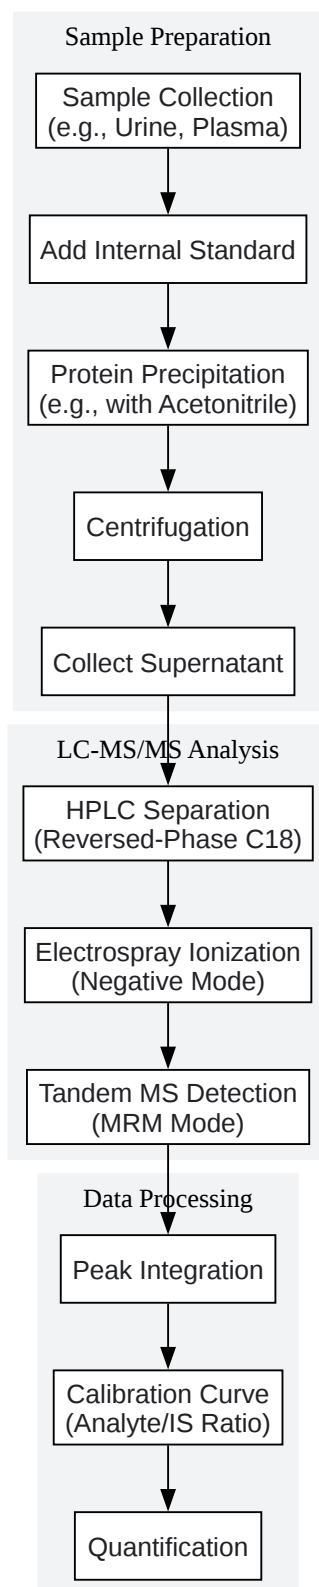 Sample Preparation
Sample Collection
(e.g., Urine, Plasma)
Add Internal Standard
Protein Precipitation
(e.g., with Acetonitrile)
Centrifugation
Collect Supernatant
LC-MS/MS Analysis
HPLC Separation
(Reversed-Phase C18)
Electrospray Ionization
(Negative Mode)
Tandem MS Detection
(MRM Mode)
Data Processing
Peak Integration
Calibration Curve
(Analyte/IS Ratio)
Quantification